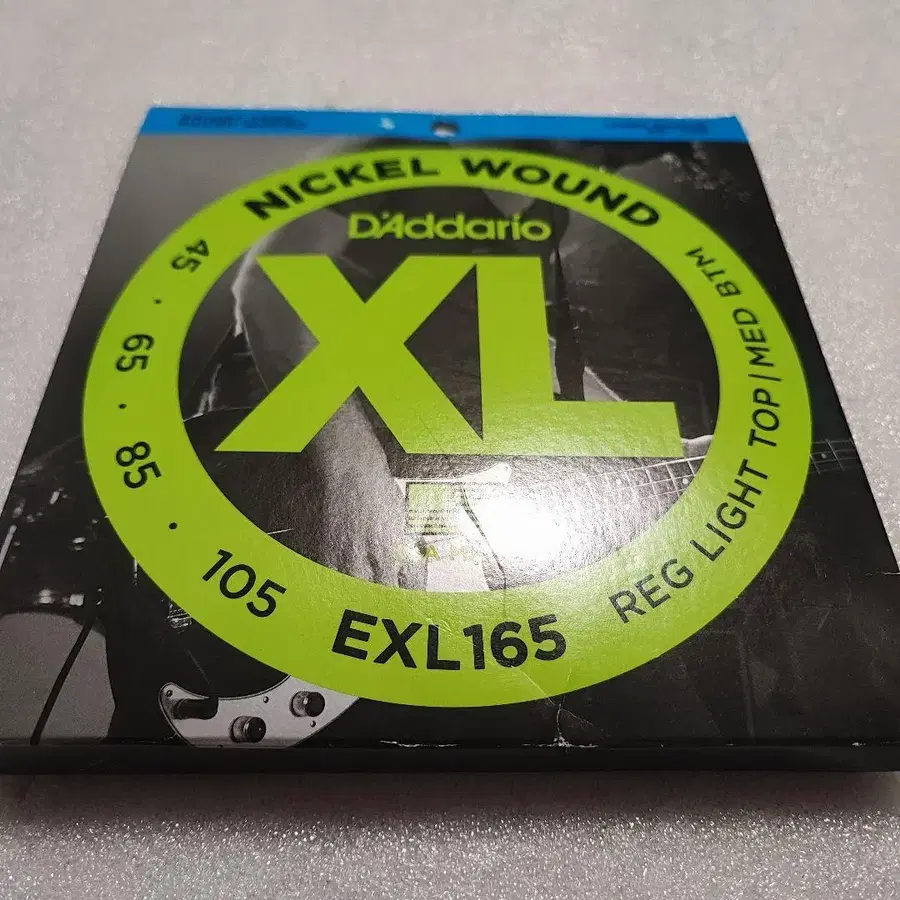 NICKEL WOUND
D'Addario
XL
45 . 65 . 85 . 105
EXL165
REG LIGHT TOP | MED BTM